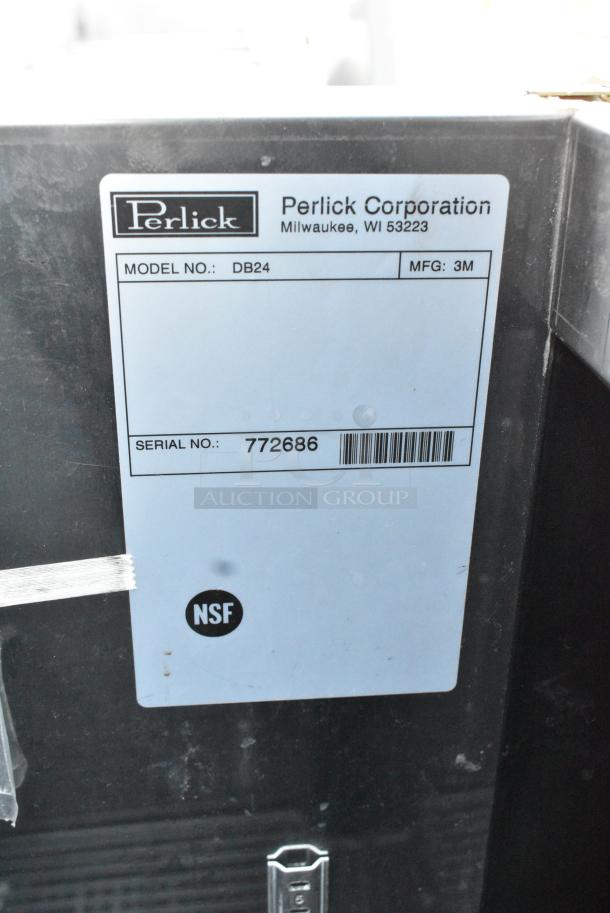 Perlick
Perlick Corporation
Milwaukee, WI 53223
MODEL NO.: DB24 MFG: 3M
SERIAL NO.: 772686
PCI
AUCTION GROUP
NSF